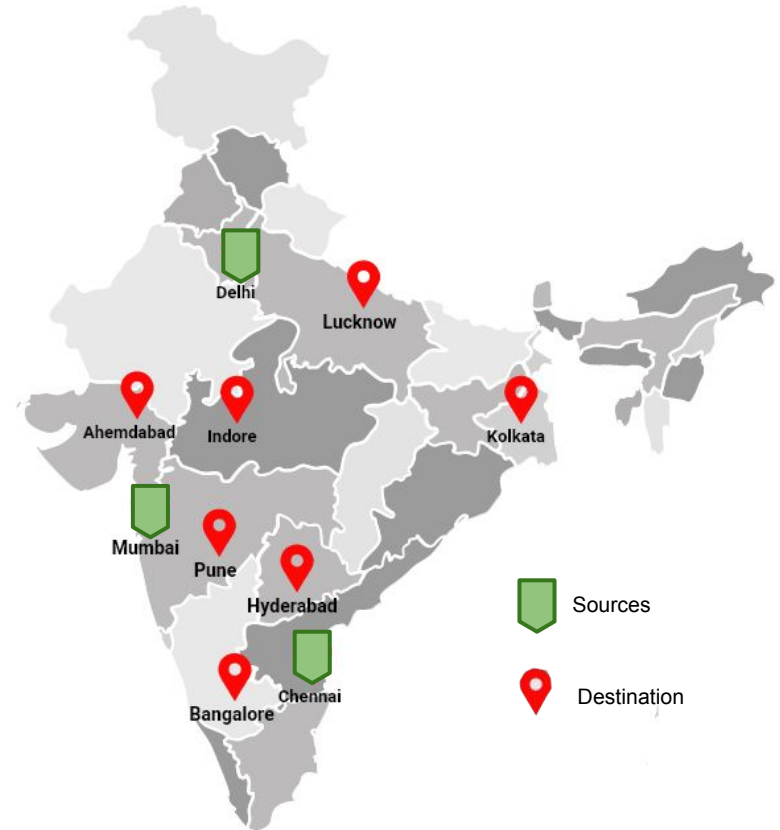 Delhi
Lucknow
Ahemdabad
Indore
Kolkata
Mumbai
Pune
Hyderabad
Sources
Chennai
Destination
Bangalore